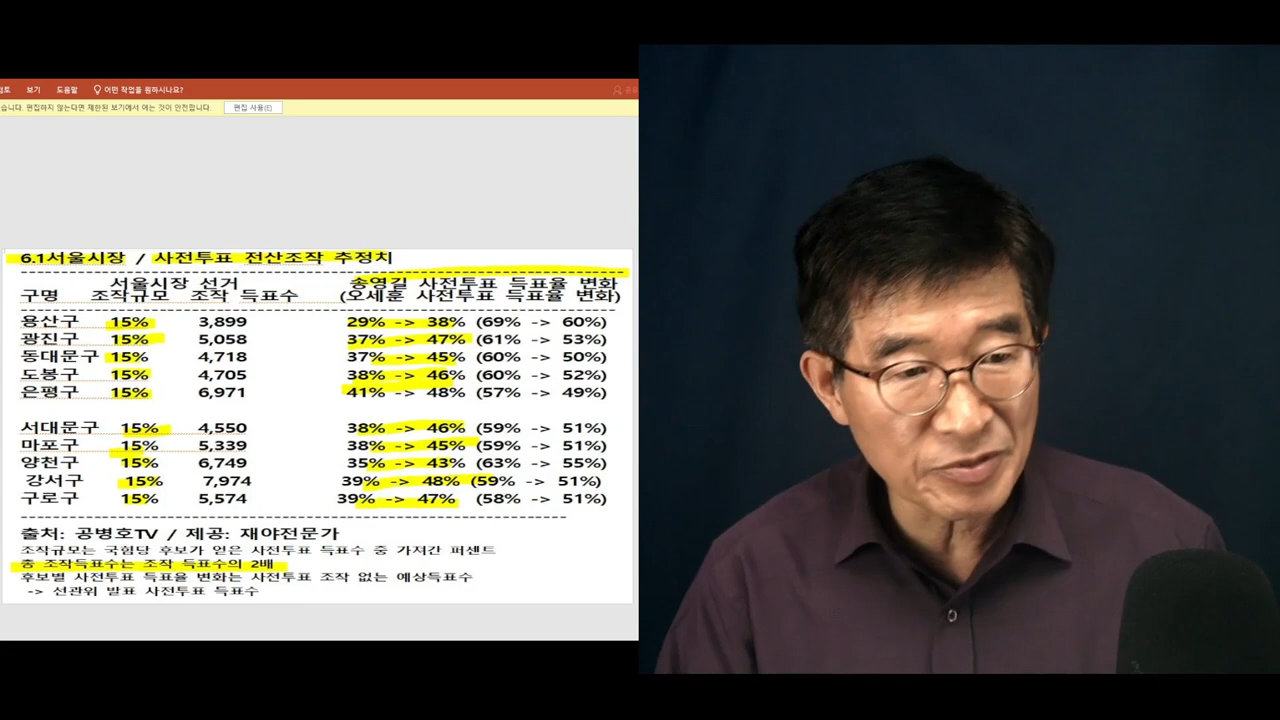 검토 보기 도움말 어떤 작업을 원하시나요? 공유
습니다. 편집하지 않는다면 제한된 보기에서 여는 것이 안전합니다. 편집 사용(E)
6.1서울시장 / 사전투표 전산조작 추정치
서울시장 선거 송영길 사전투표 득표율 변화
구명 조작규모 조작 득표수 (오세훈 사전투표 득표율 변화)
용산구 15% 3,899 29% -> 38% (69% -> 60%)
광진구 15% 5,058 37% -> 47% (61% -> 53%)
동대문구 15% 4,718 37% -> 45% (60% -> 50%)
도봉구 15% 4,705 38% -> 46% (60% -> 52%)
은평구 15% 6,971 41% -> 48% (57% -> 49%)
서대문구 15% 4,550 38% -> 46% (59% -> 51%)
마포구 15% 5,339 38% -> 45% (59% -> 51%)
양천구 15% 6,749 35% -> 43% (63% -> 55%)
강서구 15% 7,974 39% -> 48% (59% -> 51%)
구로구 15% 5,574 39% -> 47% (58% -> 51%)
출처: 공병호TV / 제공: 재야전문가
조작규모는 국힘당 후보가 얻은 사전투표 득표수 중 가져간 퍼센트
총 조작득표수는 조작 득표수의 2배
후보별 사전투표 득표율 변화는 사전투표 조작 없는 예상득표수
-> 선관위 발표 사전투표 득표수